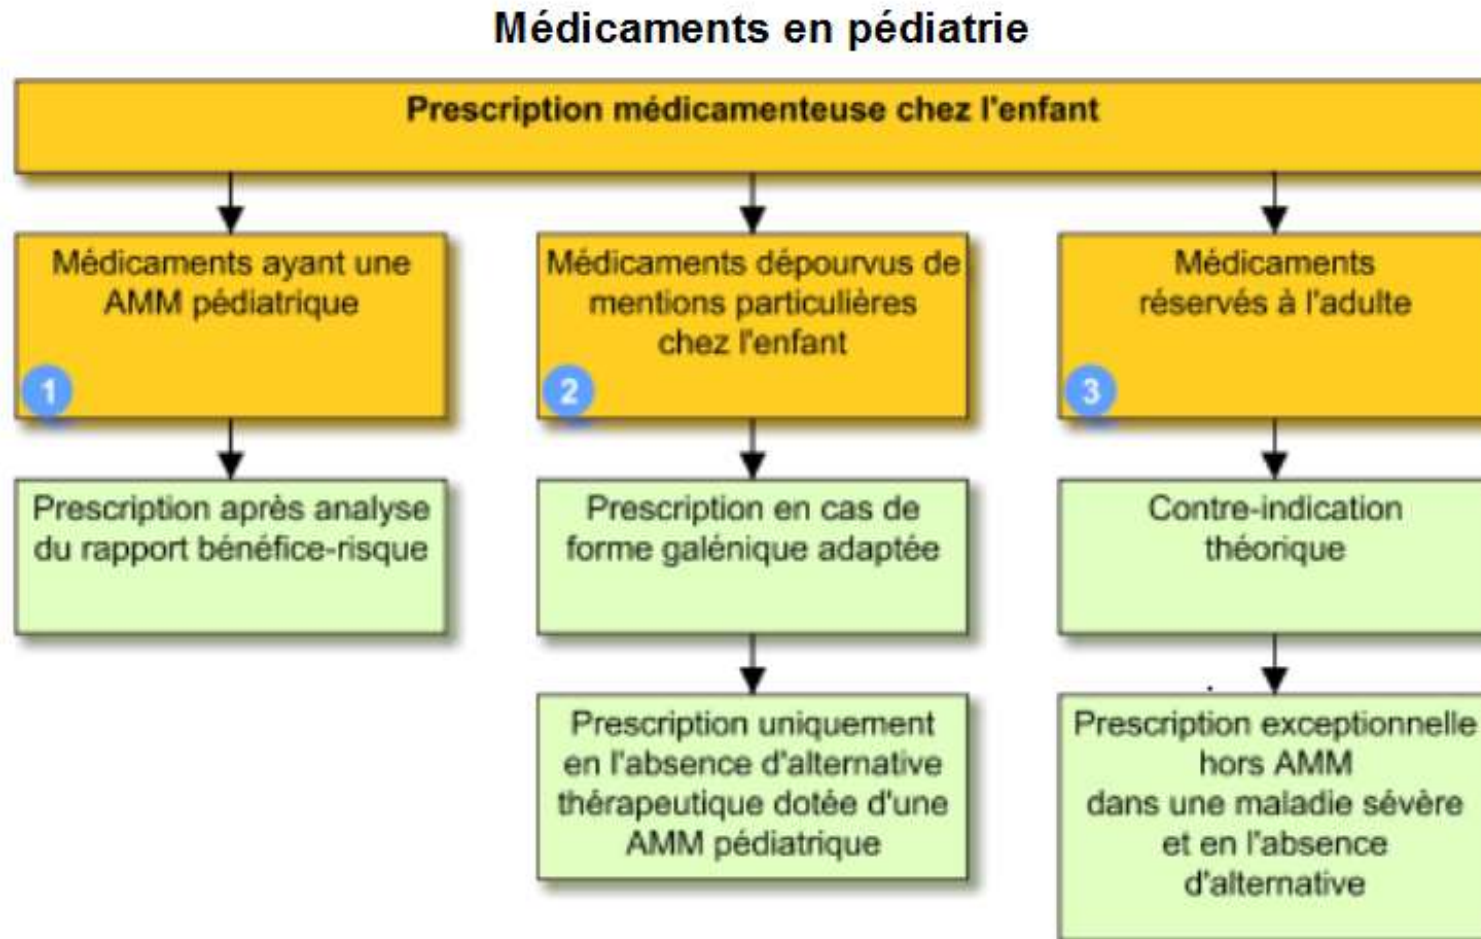 Médicaments en pédiatrie
Prescription médicamenteuse chez l'enfant
Médicaments ayant une
AMM pédiatrique
1
Prescription après analyse
du rapport bénéfice-risque
Médicaments dépourvus de
mentions particulières
chez l'enfant
2
Prescription en cas de
forme galénique adaptée
Prescription uniquement
en l'absence d'alternative
thérapeutique dotée d'une
AMM pédiatrique
Médicaments
réservés à l'adulte
3
Contre-indication
théorique
Prescription exceptionnelle
hors AMM
dans une maladie sévère
et en l'absence
d'alternative